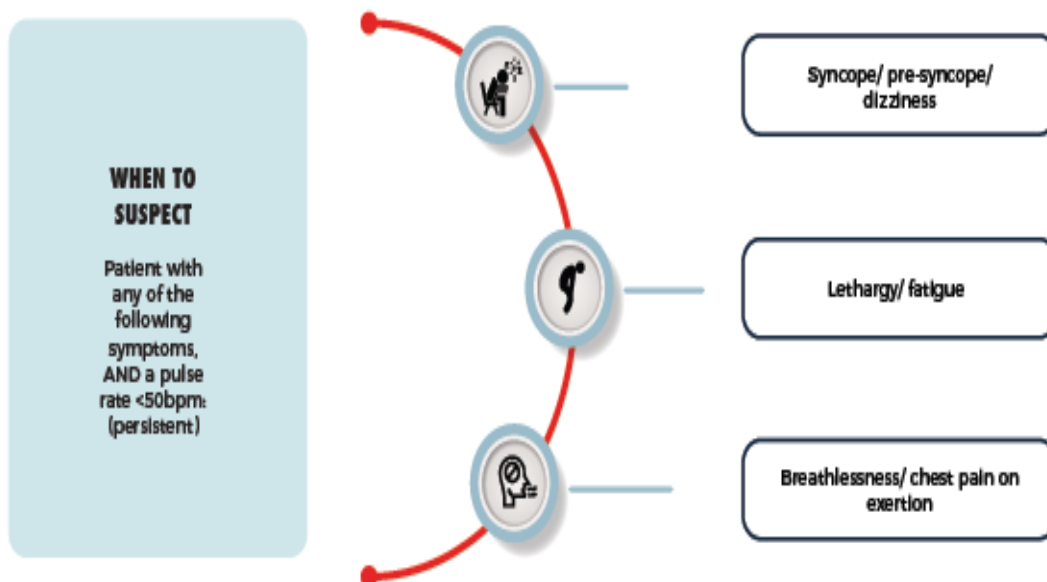 WHEN TO
SUSPECT
Patient with
any of the
following
symptoms,
AND a pulse
rate <50bpm:
(persistent)
Syncope/ pre-syncope/
dizziness
Lethargy/ fatigue
Breathlessness/ chest pain on
exertion